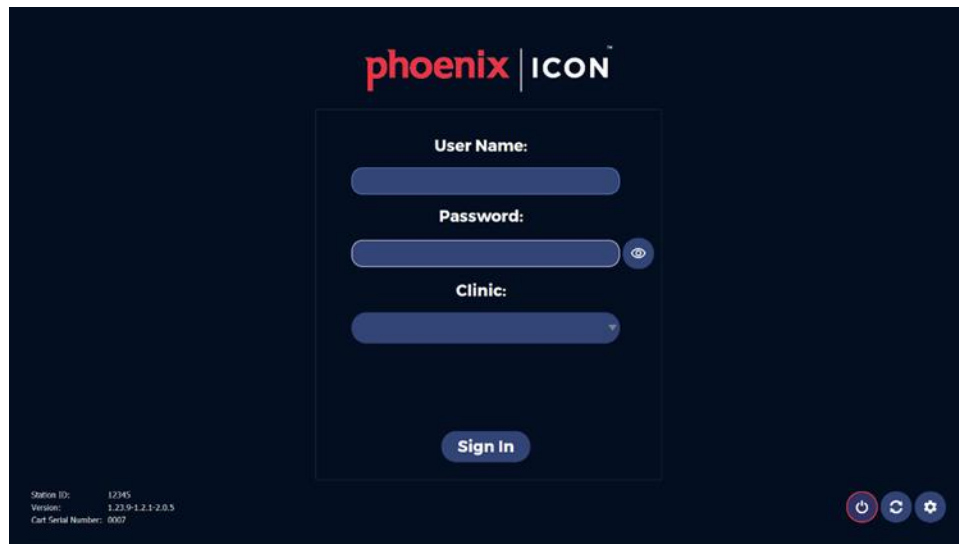 phoenix | ICON™
User Name:
Password:
Clinic:
Sign In
Station ID: 12345
Version: 1.23.9-1.2.1-2.0.5
Cart Serial Number: 0007